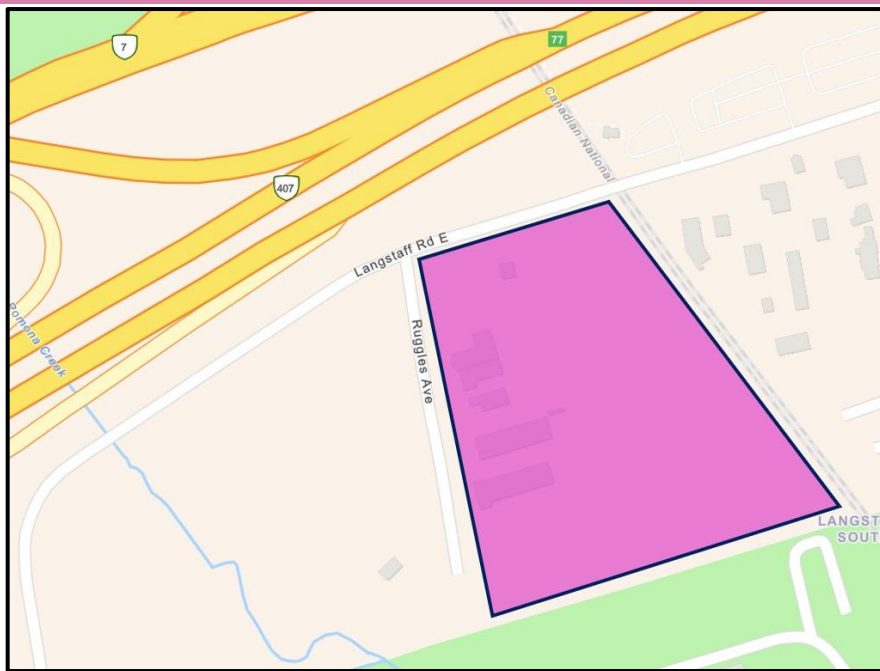 7
77
Canadian National
407
Langstaff Rd E
Ruggles Ave
Pomona Creek
LANGST
SOUT